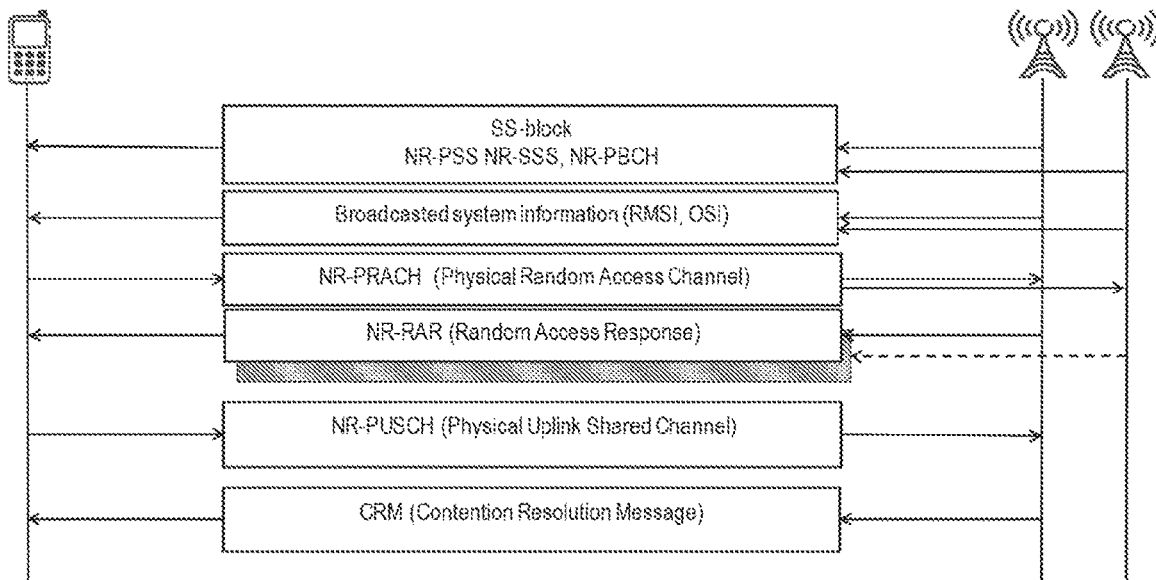 SS-block
NR-PSS NR-SSS, NR-PBCH
Broadcasted system information (RMSI, OSI)
NR-PRACH (Physical Random Access Channel)
NR-RAR (Random Access Response)
NR-PUSCH (Physical Uplink Shared Channel)
CRM (Contention Resolution Message)